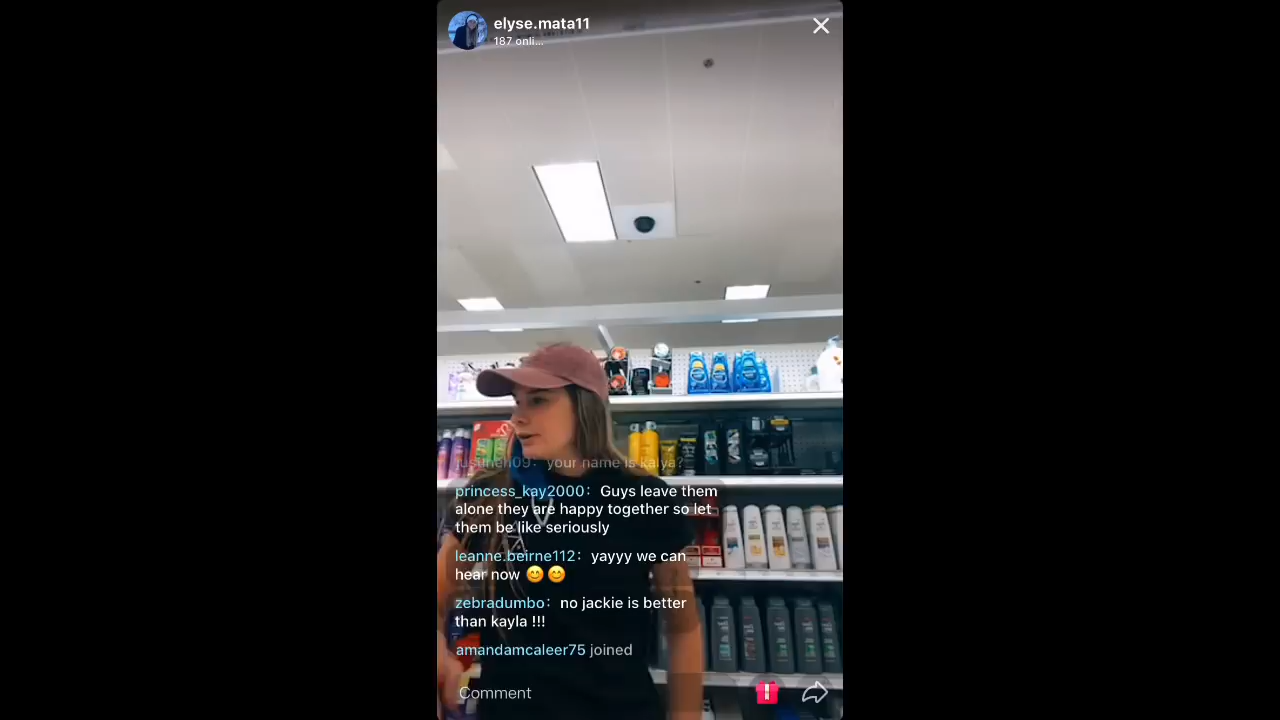 elyse.mata11
187 onli...
justneh09: your name is kalya?
princess_kay2000: Guys leave them
alone they are happy together so let
them be like seriously
leanne.beirne112: yayyy we can
hear now 😊😊
zebradumbo: no jackie is better
than kayla !!!
amandamcaleer75 joined
Comment